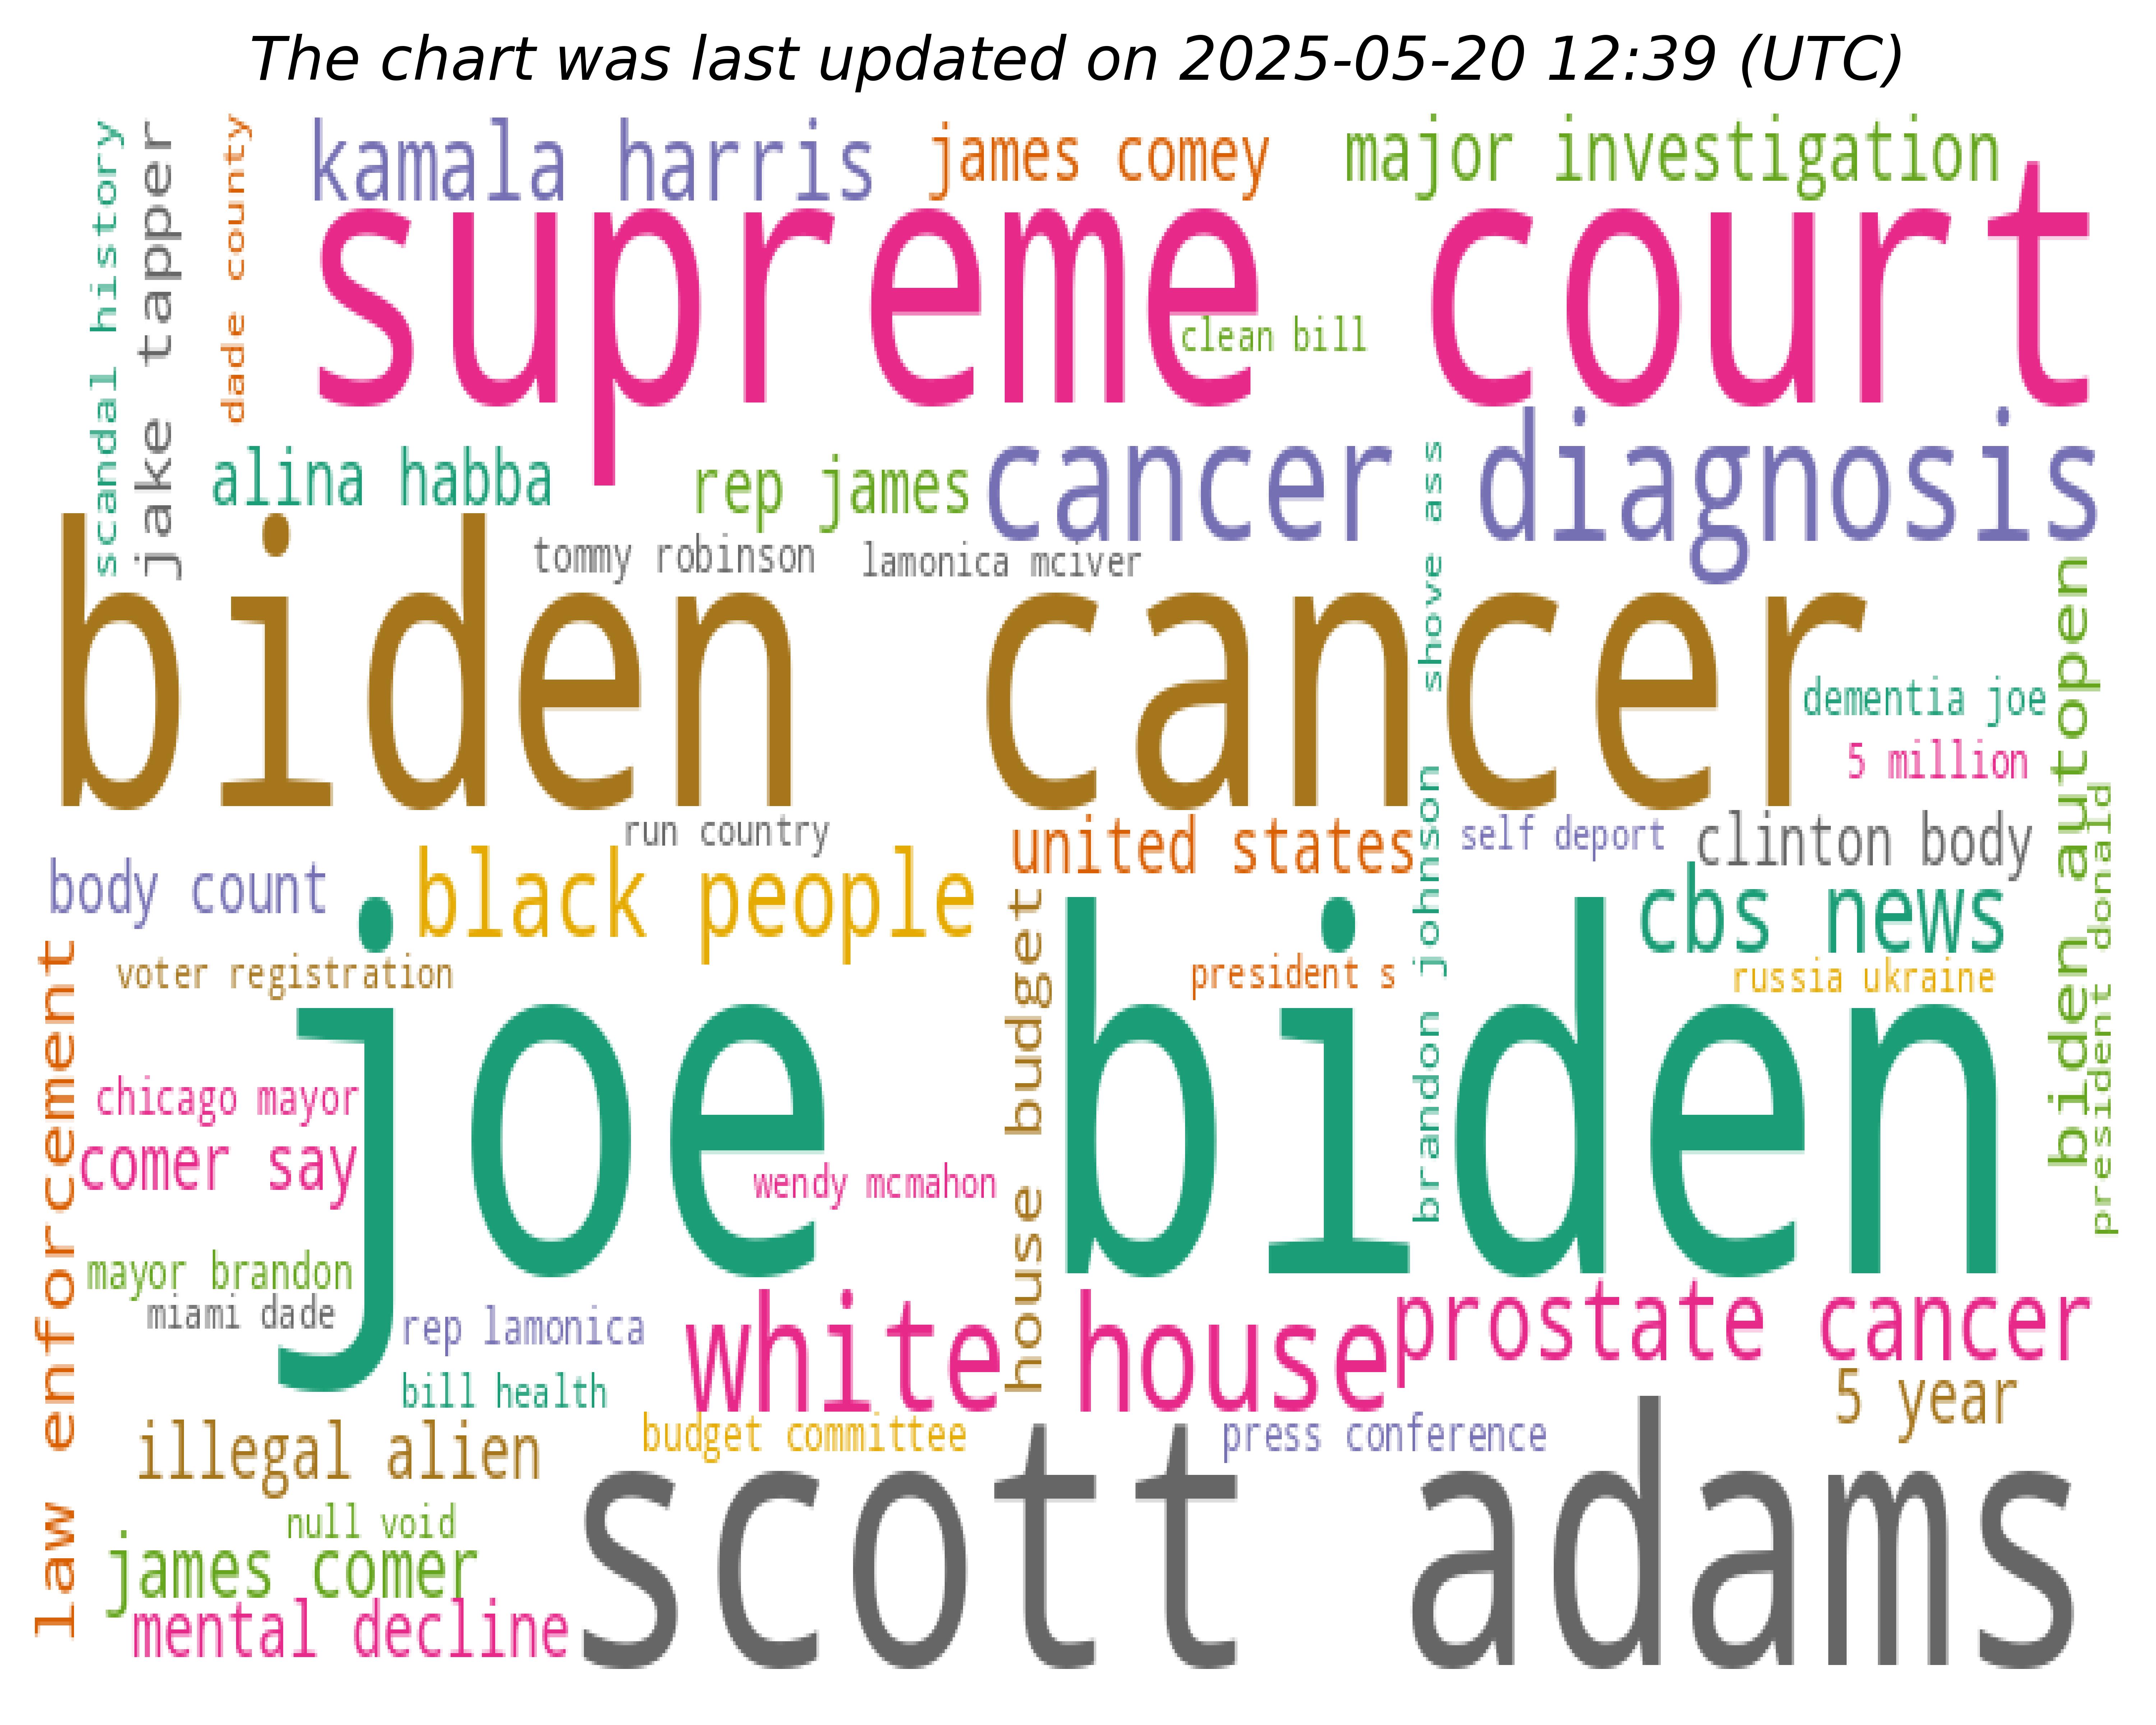 The chart was last updated on 2025-05-20 12:39 (UTC)
scandal history
jake tapper
dade county
kamala harris
james comey
major investigation
supreme court
clean bill
alina habba
rep james
cancer diagnosis
shove ass
tommy robinson
lamonica mciver
biden cancer
dementia joe
5 million
biden autopen
president donald
run country
united states
self deport
clinton body
body count
black people
cbs news
brandon johnson
house budget
law enforcement
voter registration
president s
russia ukraine
joe biden
chicago mayor
comer say
wendy mcmahon
mayor brandon
miami dade
rep lamonica
white house
prostate cancer
bill health
5 year
illegal alien
budget committee
press conference
scott adams
null void
james comer
mental decline